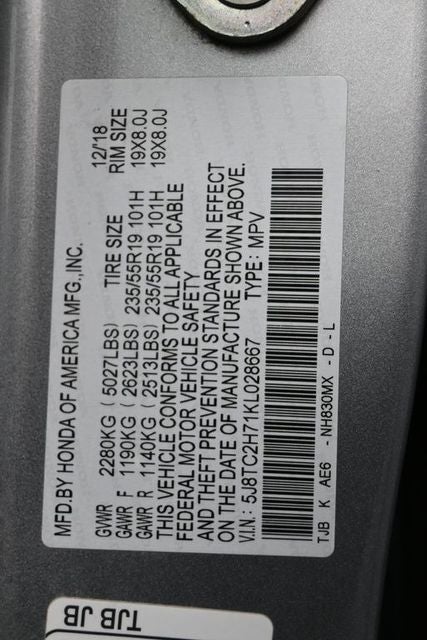 MFD.BY HONDA OF AMERICA MFG.,INC. 12/'18
GVWR 2280KG ( 5027LBS) TIRE SIZE RIM SIZE
GAWR F 1190KG ( 2623LBS) 235/55R19 101H 19X8.0J
GAWR R 1140KG ( 2513LBS) 235/55R19 101H 19X8.0J
THIS VEHICLE CONFORMS TO ALL APPLICABLE
FEDERAL MOTOR VEHICLE SAFETY
AND THEFT PREVENTION STANDARDS IN EFFECT
ON THE DATE OF MANUFACTURE SHOWN ABOVE.
V.I.N.: 5J8TC2H71KL028667 TYPE: MPV
TJB K AE6 - NH830MX - D - L
TJB JB